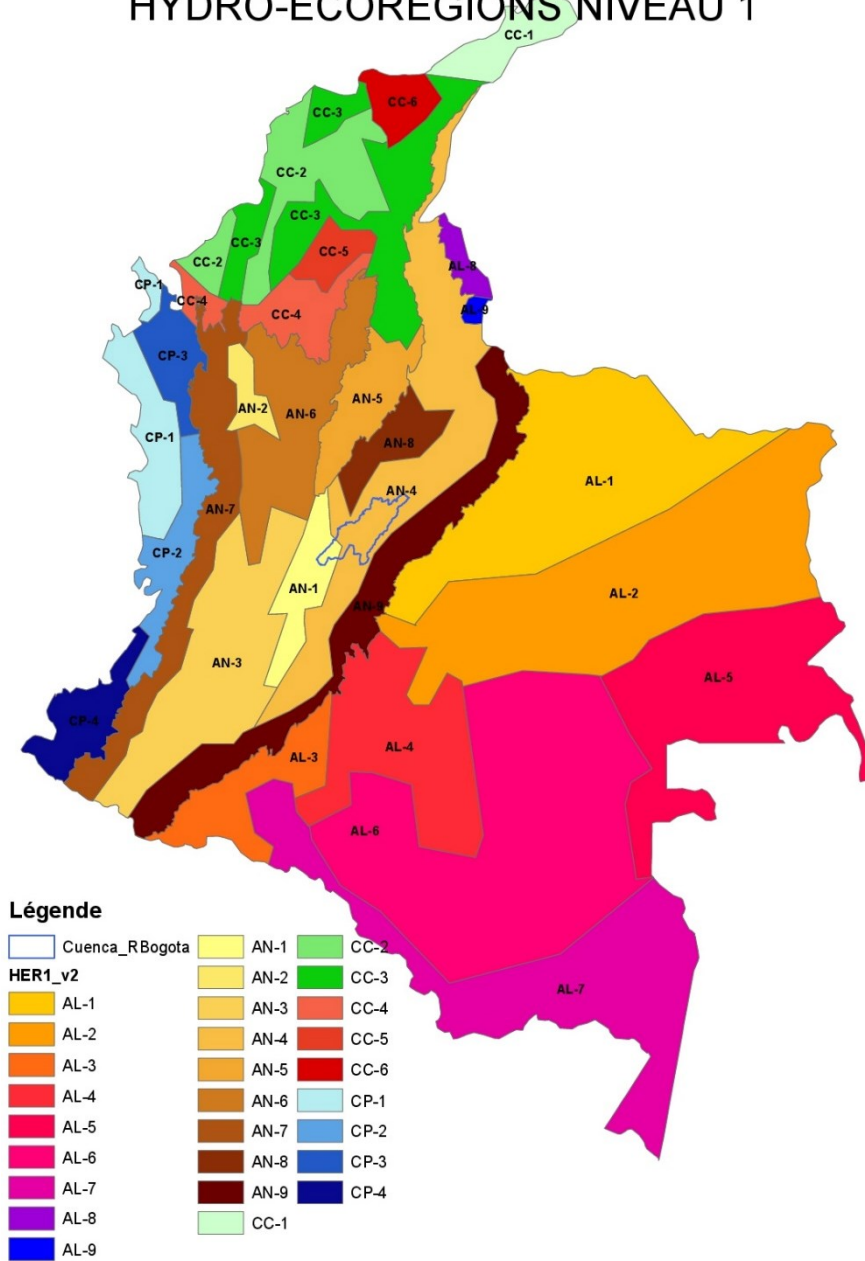 HYDRO-ECOREGIONS NIVEAU 1
CC-1
CC-6
CC-3
CC-2
CC-3
CC-3
CC-2
CC-5
AL-8
CP-1
CC-4
CC-4
AL-9
CP-3
AN-5
AN-2
AN-6
CP-1
AN-8
AL-1
AN-4
AN-7
CP-2
AN-1
AL-2
AN-9
AN-3
AL-5
CP-4
AL-4
AL-3
AL-6
AL-7
Légende
Cuenca_RBogota
HER1_v2
AL-1
AL-2
AL-3
AL-4
AL-5
AL-6
AL-7
AL-8
AL-9
AN-1
AN-2
AN-3
AN-4
AN-5
AN-6
AN-7
AN-8
AN-9
CC-1
CC-2
CC-3
CC-4
CC-5
CC-6
CP-1
CP-2
CP-3
CP-4